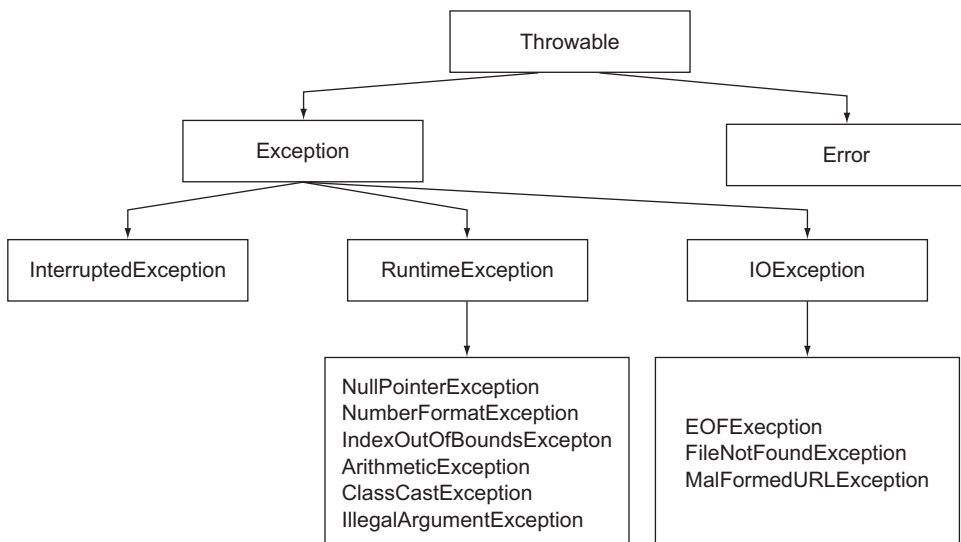 Throwable
Exception
Error
InterruptedException
RuntimeException
IOException
NullPointerException
NumberFormatException
IndexOutOfBoundsExcepton
ArithmeticException
ClassCastException
IllegalArgumentException
EOFExecption
FileNotFoundException
MalFormedURLException